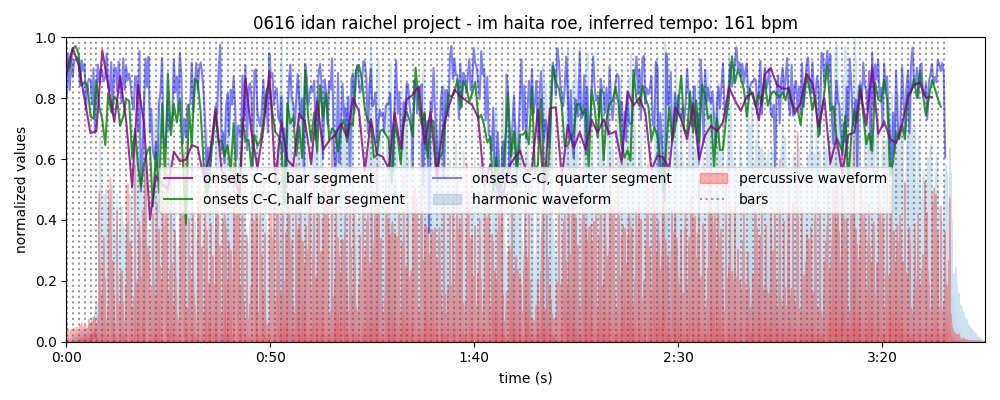 0616 idan raichel project - im haita roe, inferred tempo: 161 bpm
normalized values
1.0
0.8
0.6
0.4
0.2
0.0
onsets C-C, bar segment
onsets C-C, half bar segment
onsets C-C, quarter segment
harmonic waveform
percussive waveform
bars
0:00 0:50 1:40 2:30 3:20
time (s)